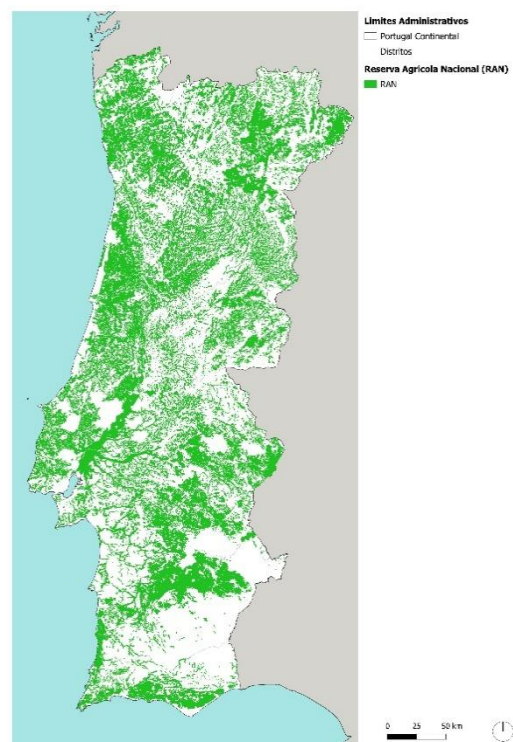 Limites Administrativos
Portugal Continental
Distritos
Reserva Agrícola Nacional (RAN)
RAN
0 25 50 km